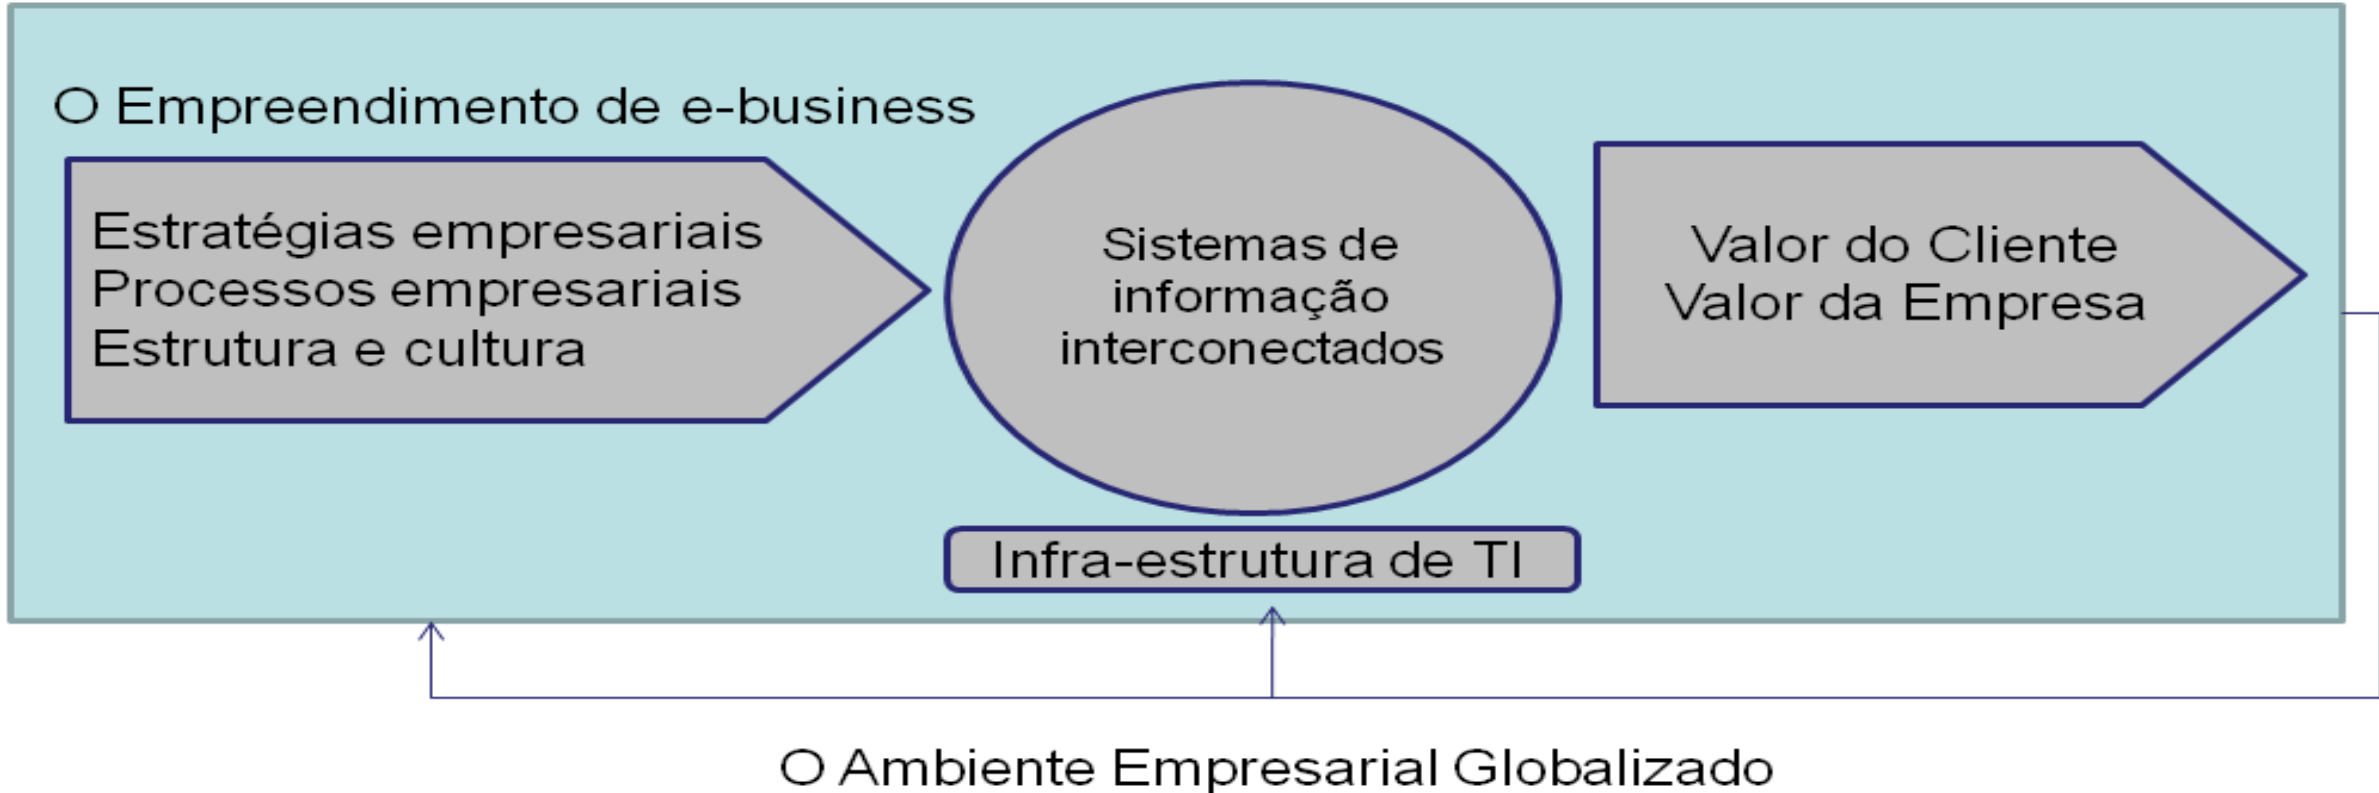 O Empreendimento de e-business
Estratégias empresariais
Processos empresariais
Estrutura e cultura
Sistemas de
informação
interconectados
Valor do Cliente
Valor da Empresa
Infra-estrutura de TI
O Ambiente Empresarial Globalizado